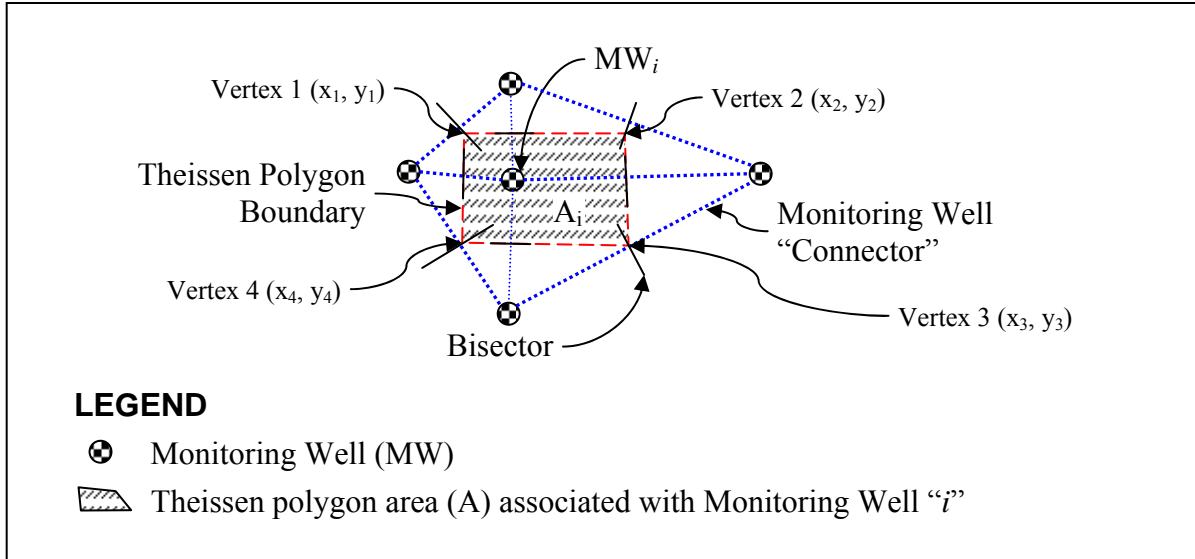 MWᵢ
Vertex 1 (x₁, y₁)
Vertex 2 (x₂, y₂)
Theissen Polygon
Boundary
Aᵢ
Monitoring Well
“Connector”
Vertex 4 (x₄, y₄)
Vertex 3 (x₃, y₃)
Bisector
LEGEND
Monitoring Well (MW)
Theissen polygon area (A) associated with Monitoring Well “i”